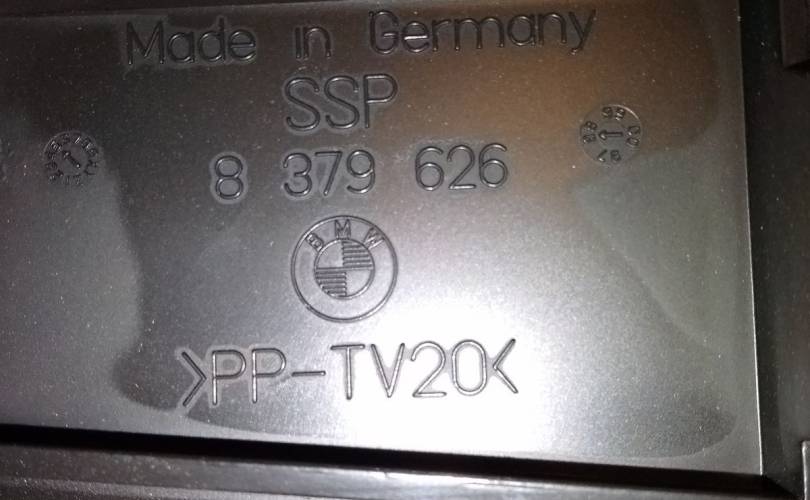 Made in Germany
SSP
8 379 626
BMW
>PP-TV20<